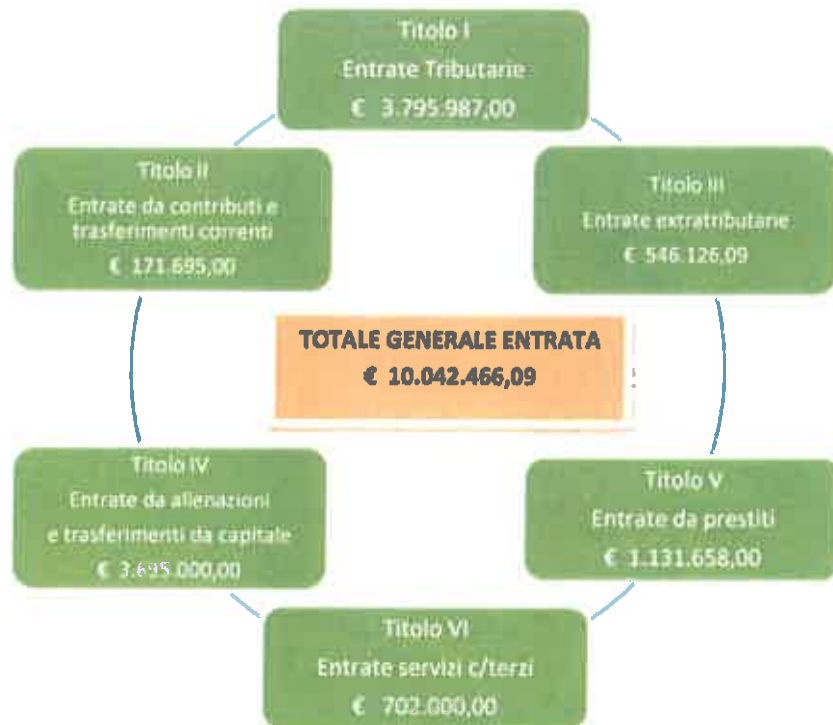 Titolo I
Entrate Tributarie
€ 3.795.987,00
Titolo II
Entrate da contributi e
trasferimenti correnti
€ 171.695,00
Titolo III
Entrate extratributarie
€ 546.126,09
TOTALE GENERALE ENTRATA
€ 10.042.466,09
Titolo IV
Entrate da alienazioni
e trasferimenti da capitale
€ 3.695.000,00
Titolo V
Entrate da prestiti
€ 1.131.658,00
Titolo VI
Entrate servizi c/terzi
€ 702.000,00